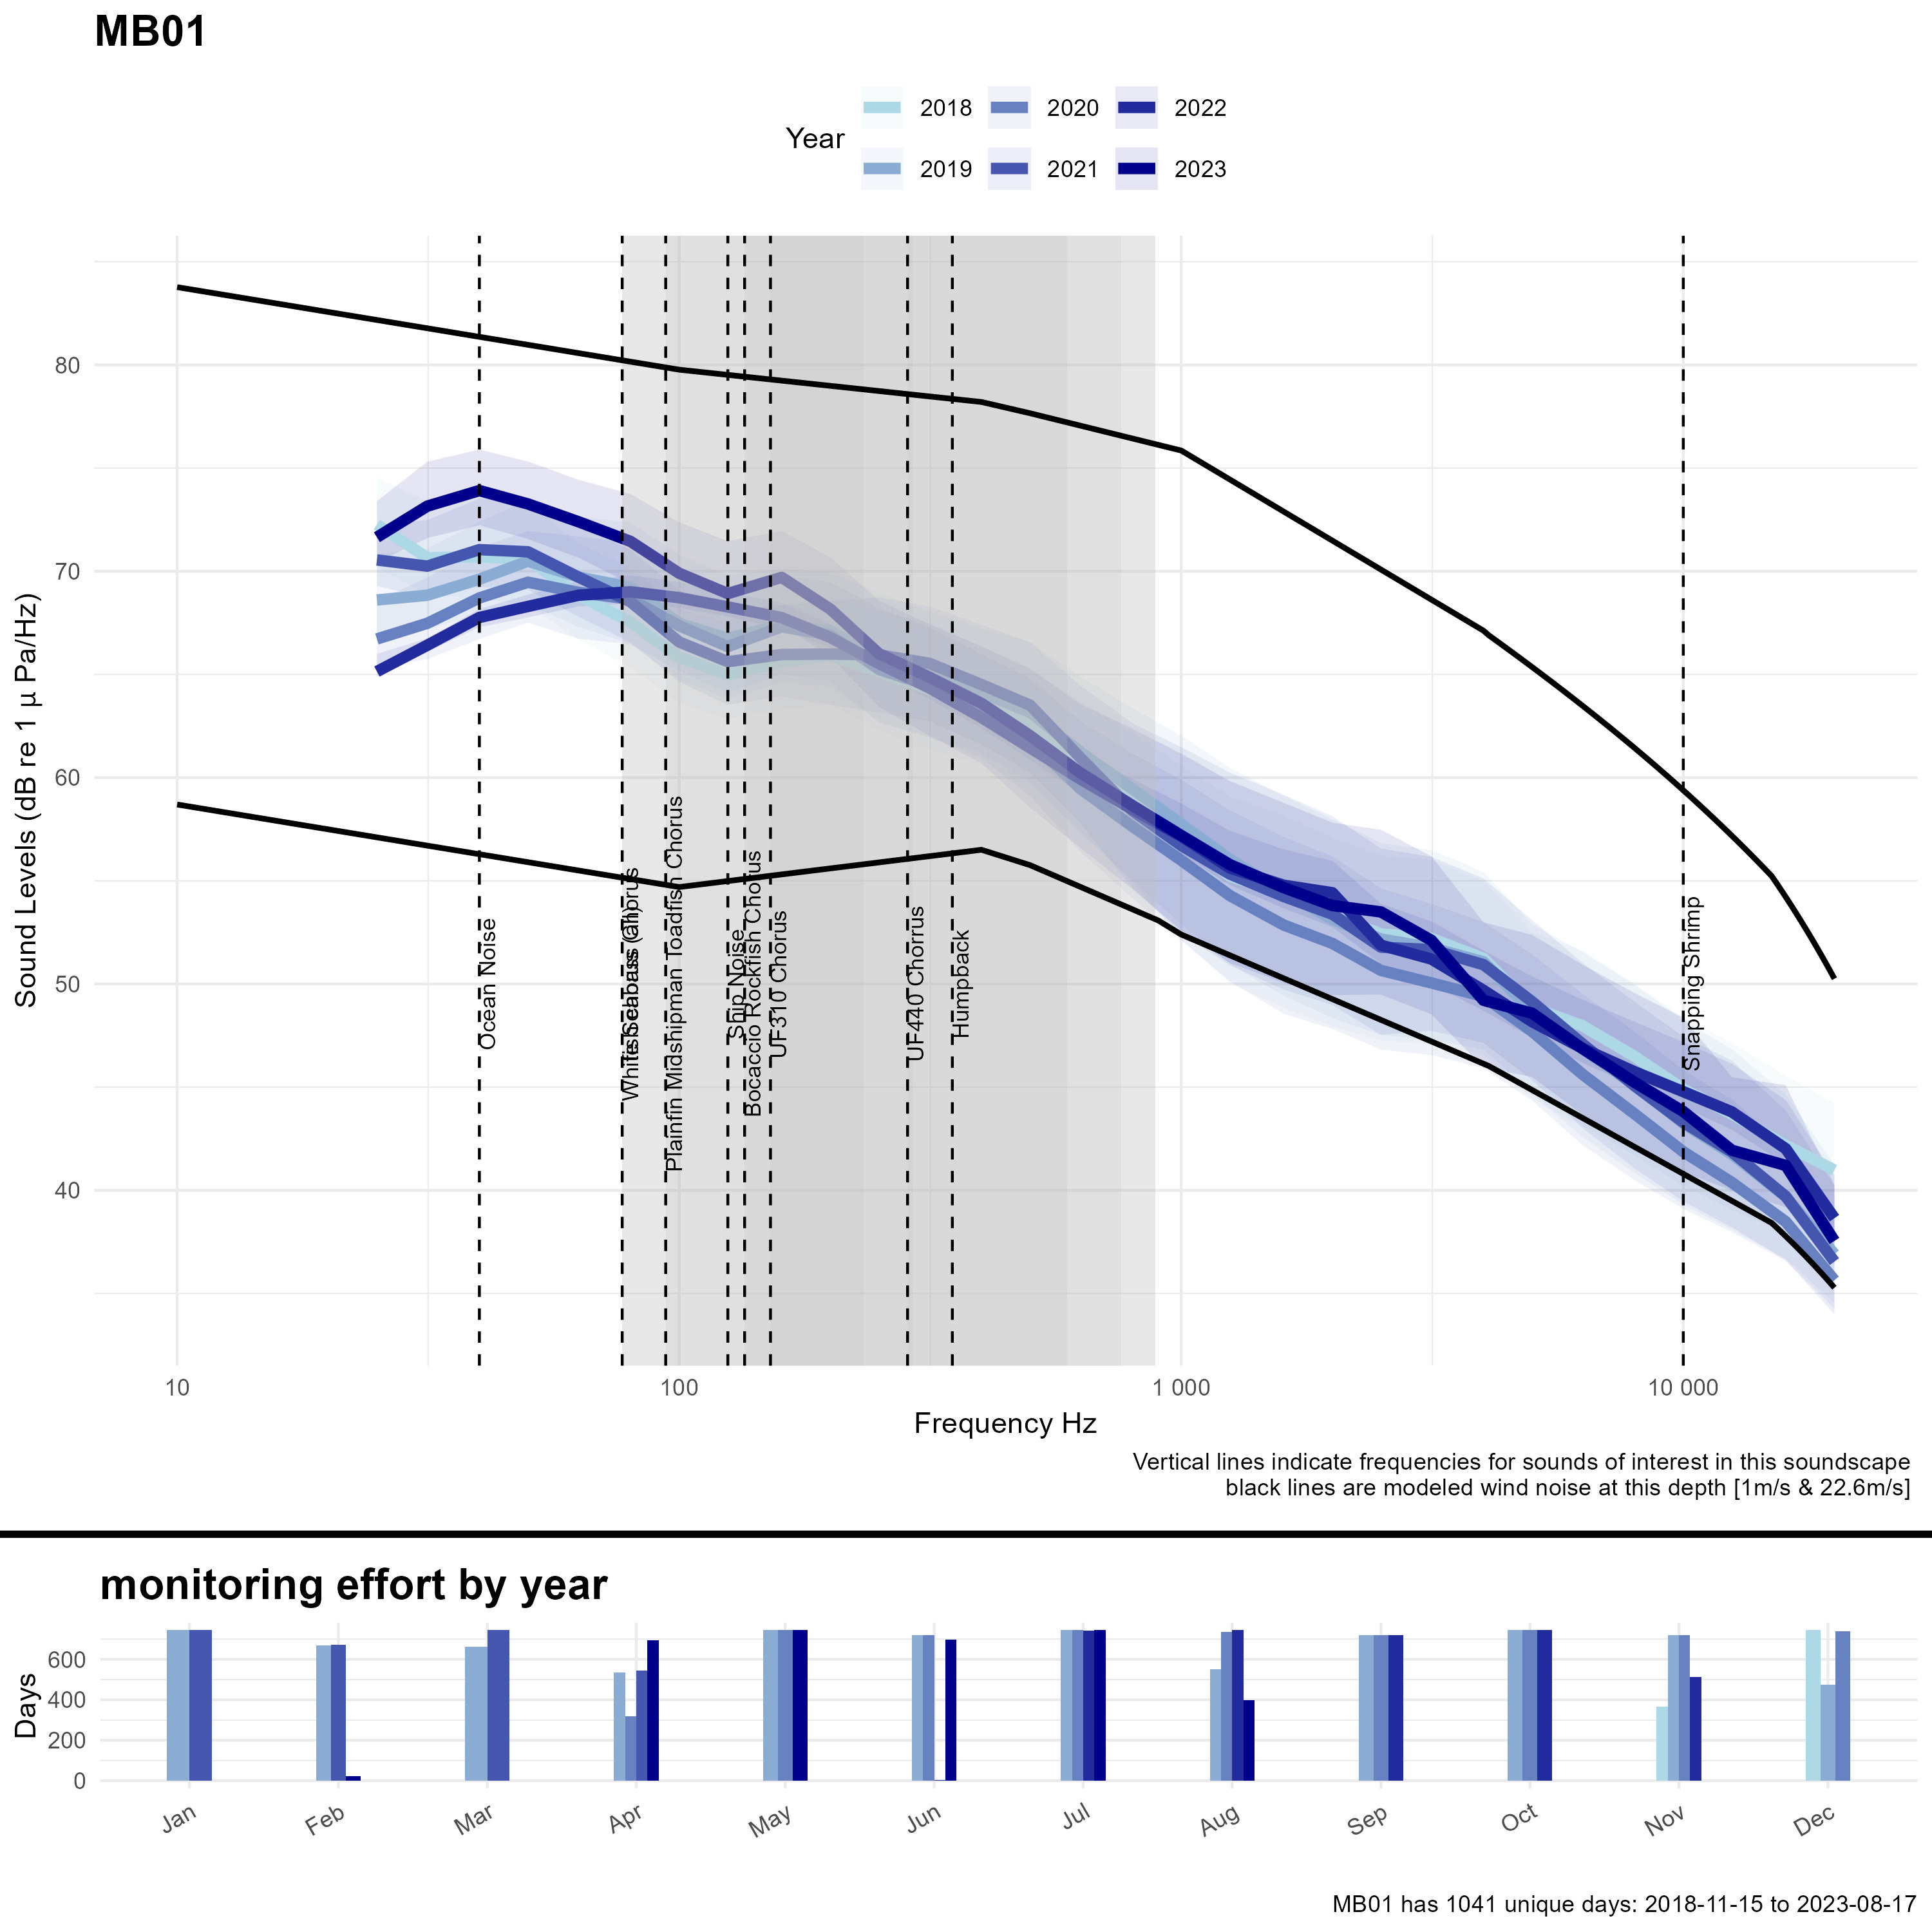 MB01
Year
2018
2020
2022
2019
2021
2023
Sound Levels (dB re 1 μ Pa/Hz)
80
70
60
50
40
Ocean Noise
White Seabass (all)
Plainfin Midshipman Toadfish Chorus
Ship Noise
Bocaccio Rockfish Chorus
UF310 Chorus
UF440 Chorrus
Humpback
Snapping Shrimp
10
100
1 000
10 000
Frequency Hz
Vertical lines indicate frequencies for sounds of interest in this soundscape
black lines are modeled wind noise at this depth [1m/s & 22.6m/s]
monitoring effort by year
Days
600
400
200
0
Jan
Feb
Mar
Apr
May
Jun
Jul
Aug
Sep
Oct
Nov
Dec
MB01 has 1041 unique days: 2018-11-15 to 2023-08-17